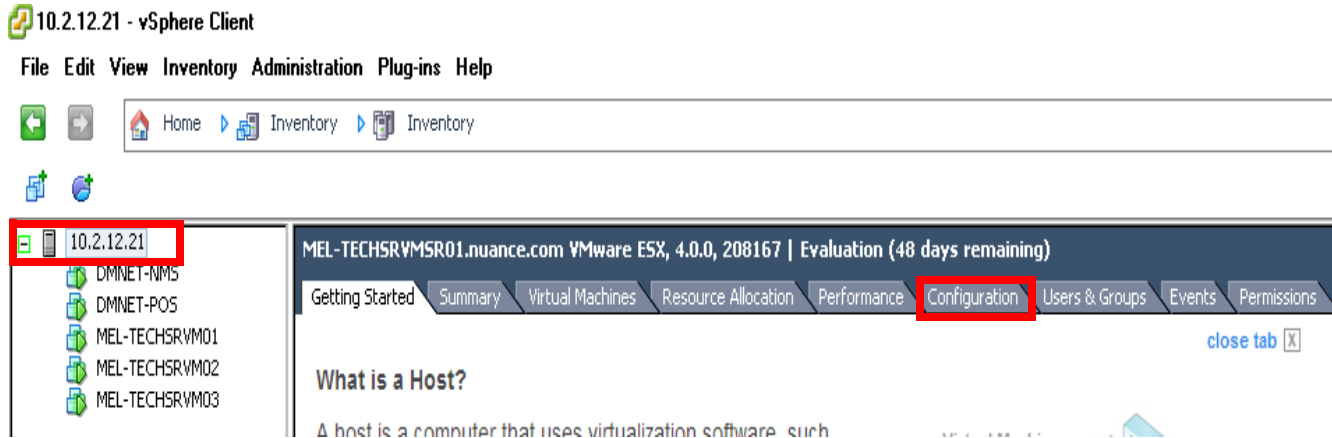 10.2.12.21 - vSphere Client
File Edit View Inventory Administration Plug-ins Help
Home Inventory Inventory
10.2.12.21
DMNET-NMS
DMNET-POS
MEL-TECHSRVM01
MEL-TECHSRVM02
MEL-TECHSRVM03
MEL-TECHSRVMSR01.nuance.com VMware ESX, 4.0.0, 208167 | Evaluation (48 days remaining)
Getting Started Summary Virtual Machines Resource Allocation Performance Configuration Users & Groups Events Permissions
close tab X
What is a Host?
A host is a computer that uses virtualization software, such